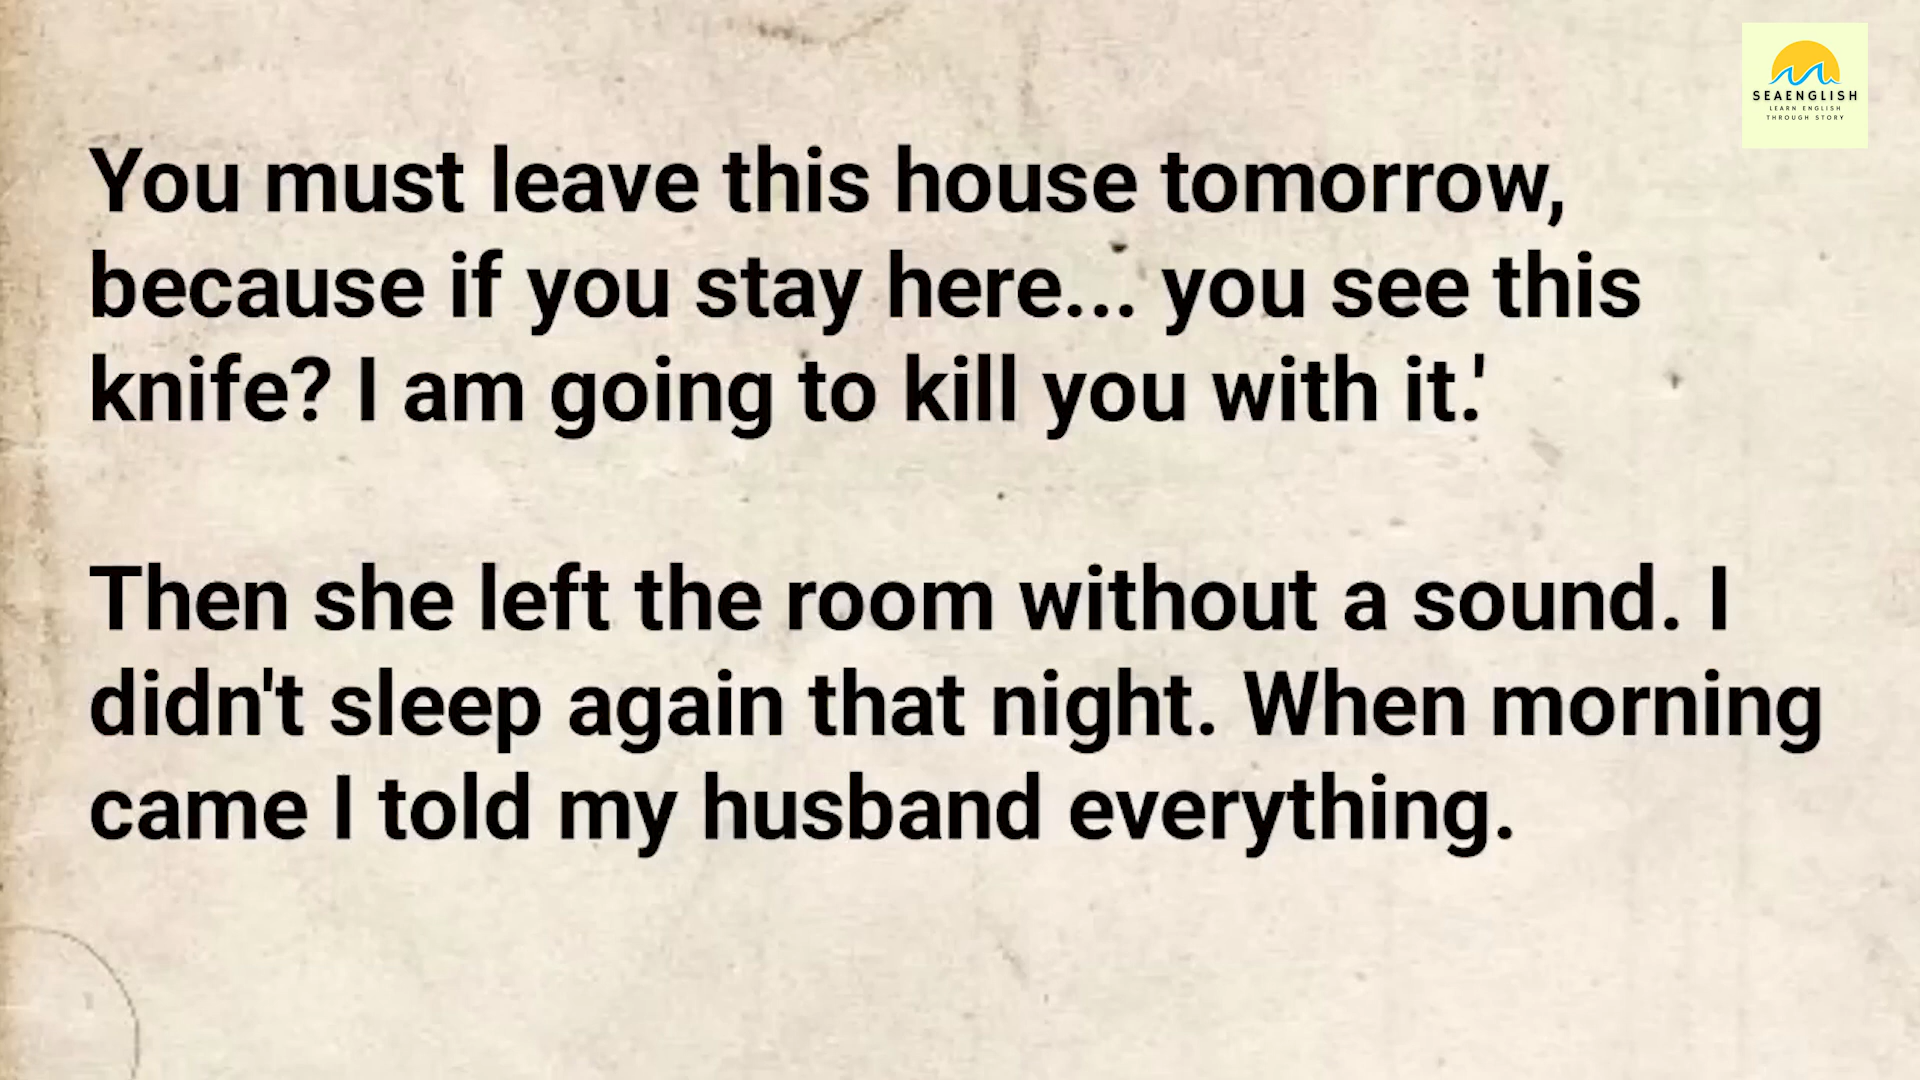 SEAENGLISH
LEARN ENGLISH
THROUGH STORY
You must leave this house tomorrow,
because if you stay here... you see this
knife? I am going to kill you with it.'
Then she left the room without a sound. I
didn't sleep again that night. When morning
came I told my husband everything.